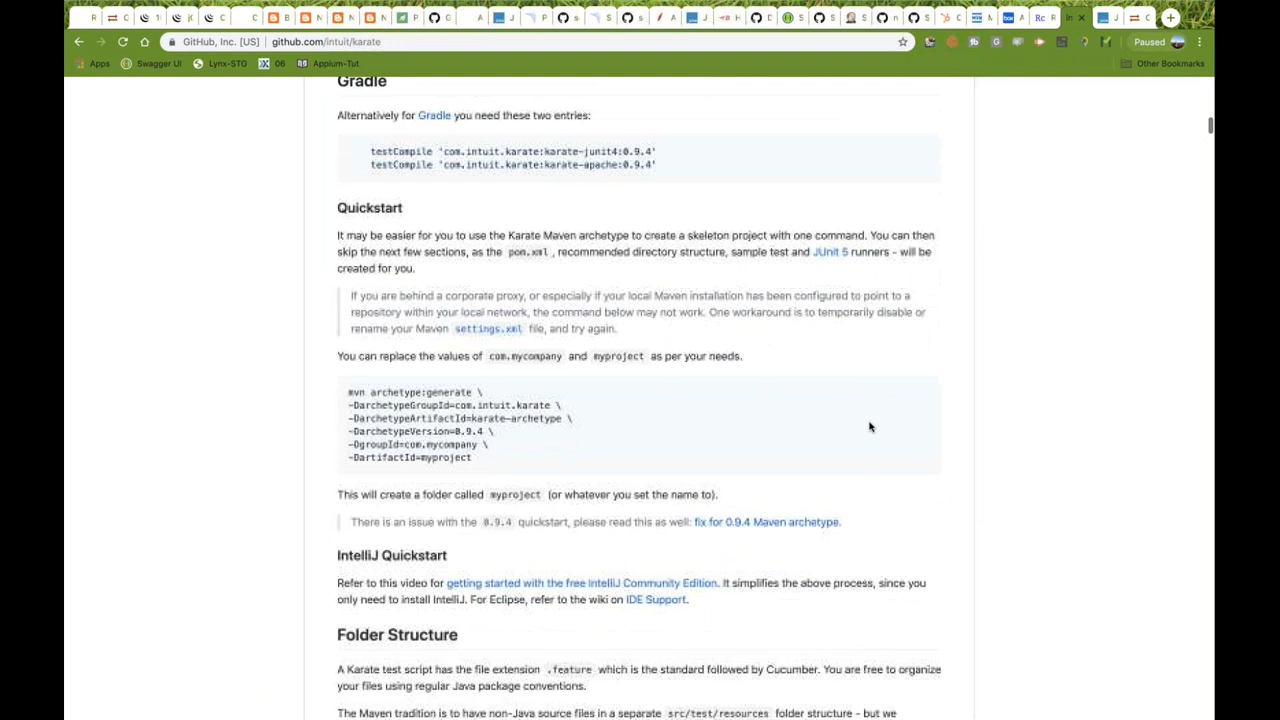 GitHub, Inc. [US] | github.com/intuit/karate
Paused
Apps Swagger UI Lynx-STG 06 Appium-Tut Other Bookmarks
Gradle
Alternatively for Gradle you need these two entries:
testCompile 'com.intuit.karate:karate-junit4:0.9.4'
testCompile 'com.intuit.karate:karate-apache:0.9.4'
Quickstart
It may be easier for you to use the Karate Maven archetype to create a skeleton project with one command. You can then
skip the next few sections, as the pom.xml , recommended directory structure, sample test and JUnit 5 runners - will be
created for you.
If you are behind a corporate proxy, or especially if your local Maven installation has been configured to point to a
repository within your local network, the command below may not work. One workaround is to temporarily disable or
rename your Maven settings.xml file, and try again.
You can replace the values of com.mycompany and myproject as per your needs.
mvn archetype:generate \
-DarchetypeGroupId=com.intuit.karate \
-DarchetypeArtifactId=karate-archetype \
-DarchetypeVersion=0.9.4 \
-DgroupId=com.mycompany \
-DartifactId=myproject
This will create a folder called myproject (or whatever you set the name to).
There is an issue with the 0.9.4 quickstart, please read this as well: fix for 0.9.4 Maven archetype.
IntelliJ Quickstart
Refer to this video for getting started with the free IntelliJ Community Edition. It simplifies the above process, since you
only need to install IntelliJ. For Eclipse, refer to the wiki on IDE Support.
Folder Structure
A Karate test script has the file extension .feature which is the standard followed by Cucumber. You are free to organize
your files using regular Java package conventions.
The Maven tradition is to have non-Java source files in a separate src/test/resources folder structure - but we